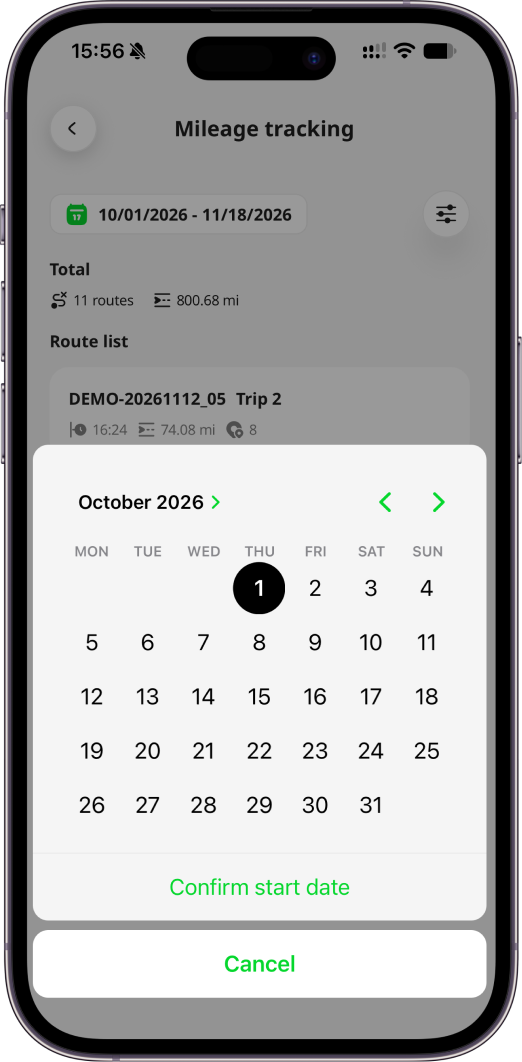 15:56
Mileage tracking
17
10/01/2026 - 11/18/2026
Total
11 routes 800.68 mi
Route list
DEMO-20261112_05 Trip 2
16:24 74.08 mi 8
October 2026
MON TUE WED THU FRI SAT SUN
1 2 3 4
5 6 7 8 9 10 11
12 13 14 15 16 17 18
19 20 21 22 23 24 25
26 27 28 29 30 31
Confirm start date
Cancel